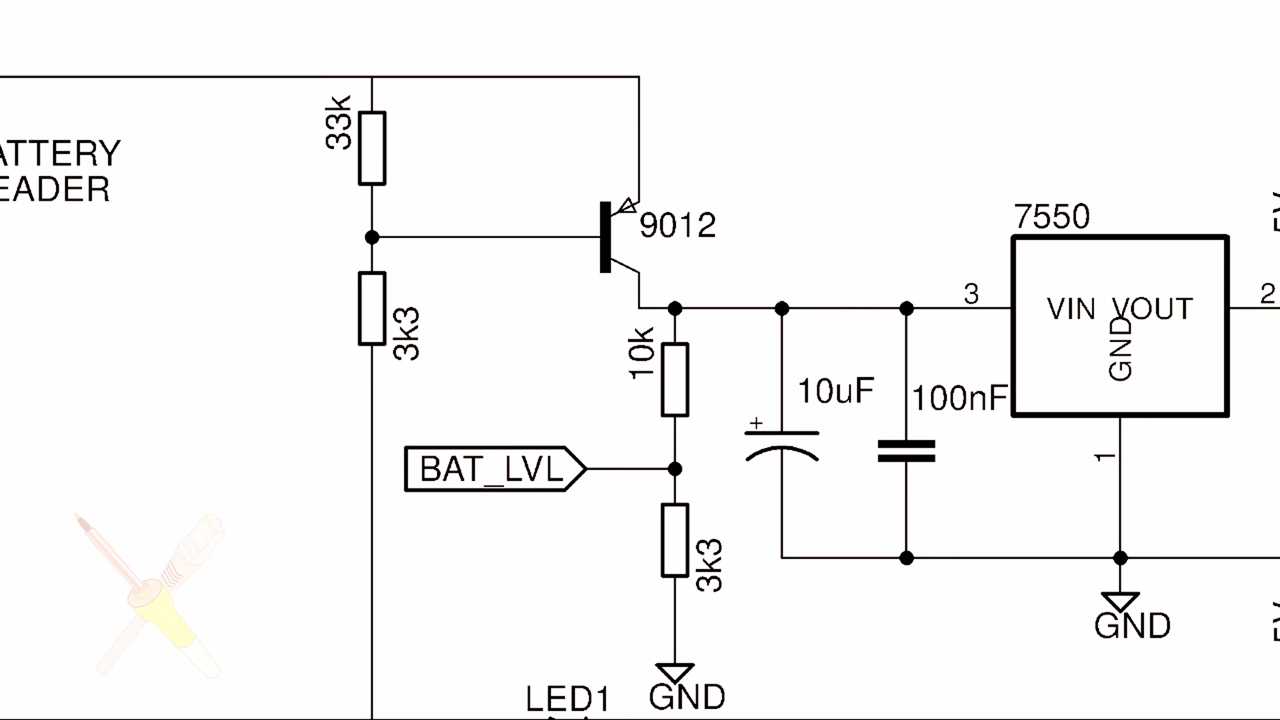 33k
ATTERY
EADER
9012
3k3
7550
3
VIN VOUT
GND
2
10k
10uF
100nF
+
BAT_LVL
1
3k3
GND
GND
LED1